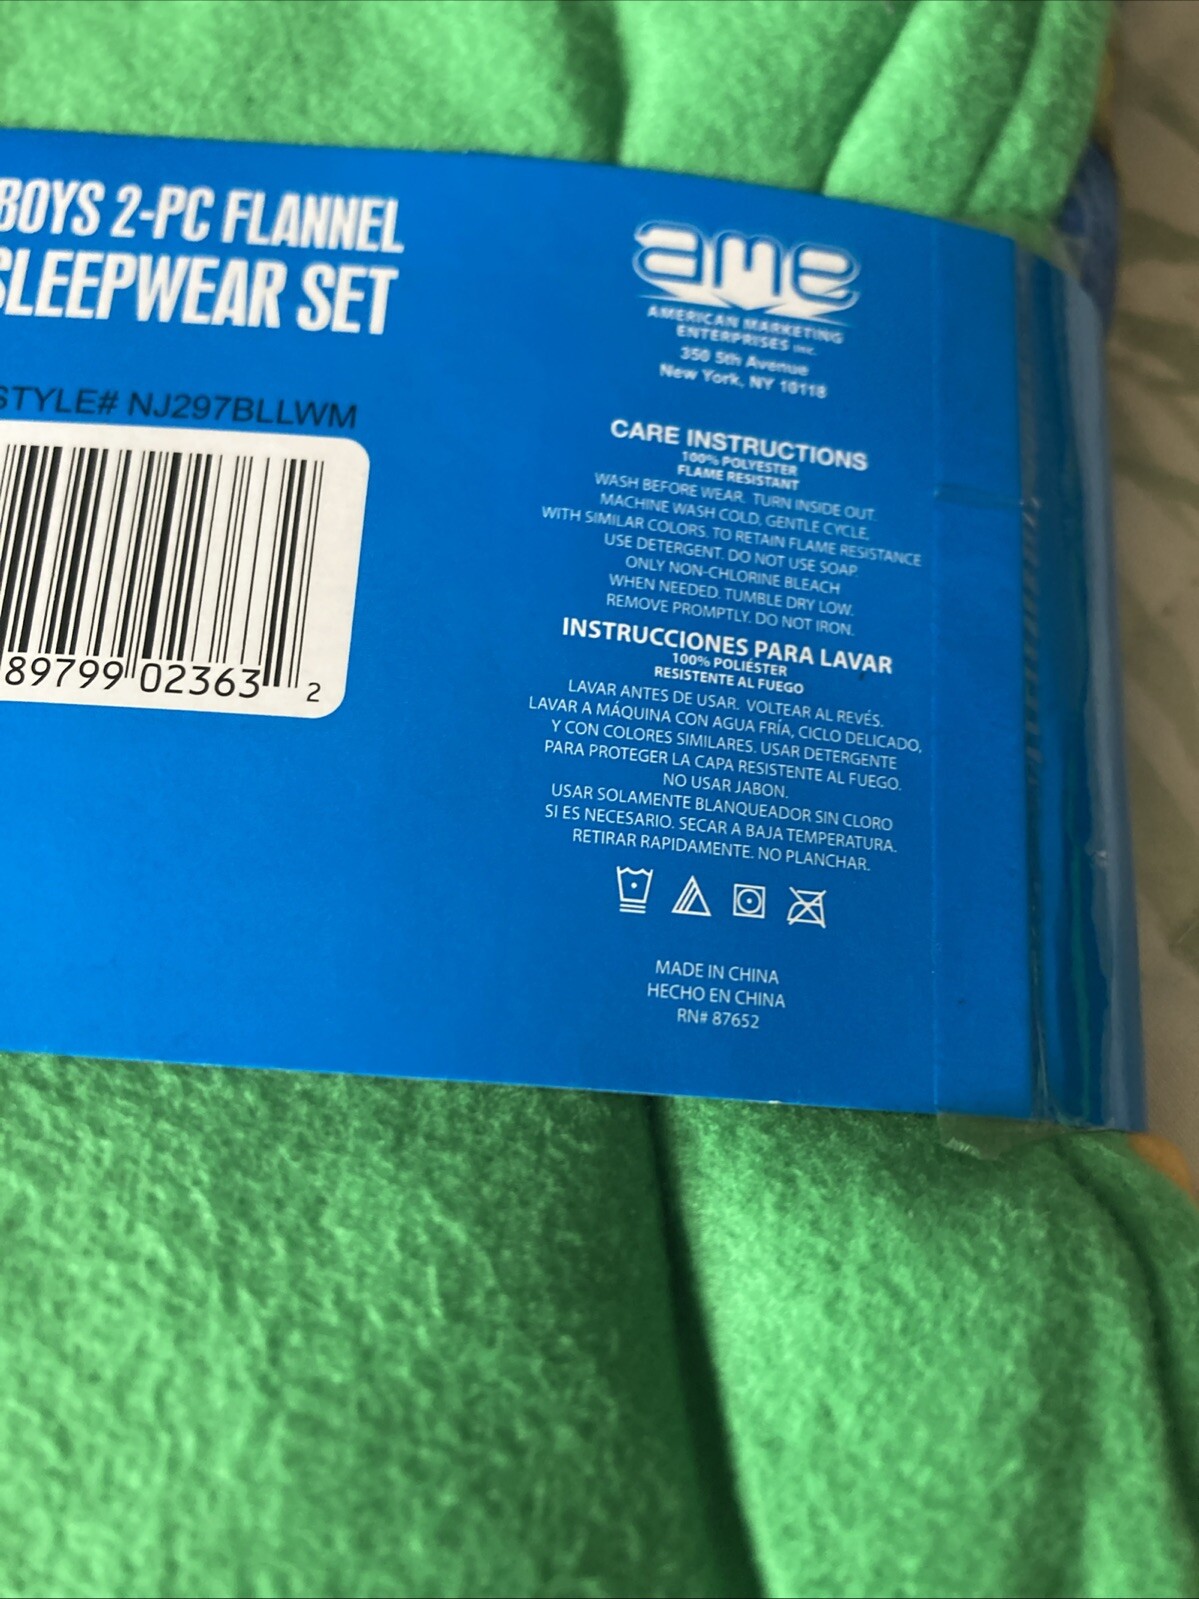 BOYS 2-PC FLANNEL
SLEEPWEAR SET
STYLE# NJ297BLLWM
89799 02363 2
ame
AMERICAN MARKETING
ENTERPRISES INC.
350 5th Avenue
New York, NY 10118
CARE INSTRUCTIONS
100% POLYESTER
FLAME RESISTANT
WASH BEFORE WEAR. TURN INSIDE OUT.
MACHINE WASH COLD, GENTLE CYCLE,
WITH SIMILAR COLORS. TO RETAIN FLAME RESISTANCE
USE DETERGENT. DO NOT USE SOAP.
ONLY NON-CHLORINE BLEACH
WHEN NEEDED. TUMBLE DRY LOW.
REMOVE PROMPTLY. DO NOT IRON.
INSTRUCCIONES PARA LAVAR
100% POLIÉSTER
RESISTENTE AL FUEGO
LAVAR ANTES DE USAR. VOLTEAR AL REVÉS.
LAVAR A MÁQUINA CON AGUA FRÍA, CICLO DELICADO,
Y CON COLORES SIMILARES. USAR DETERGENTE
PARA PROTEGER LA CAPA RESISTENTE AL FUEGO.
NO USAR JABON.
USAR SOLAMENTE BLANQUEADOR SIN CLORO
SI ES NECESARIO. SECAR A BAJA TEMPERATURA.
RETIRAR RAPIDAMENTE. NO PLANCHAR.
MADE IN CHINA
HECHO EN CHINA
RN# 87652